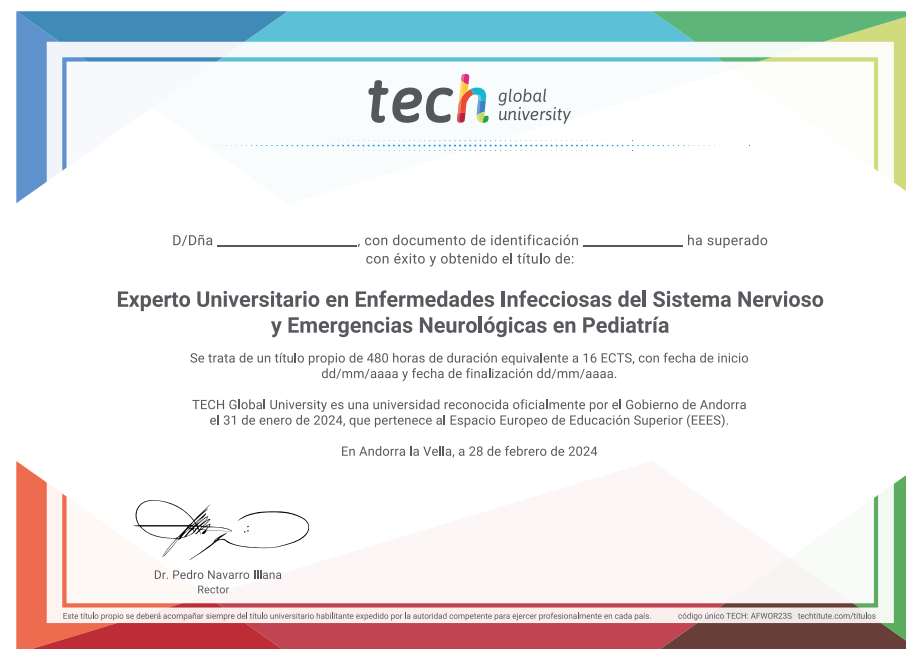 tech global university
D/Dña ____________________, con documento de identificación ______________ ha superado
con éxito y obtenido el título de:
Experto Universitario en Enfermedades Infecciosas del Sistema Nervioso
y Emergencias Neurológicas en Pediatría
Se trata de un título propio de 480 horas de duración equivalente a 16 ECTS, con fecha de inicio
dd/mm/aaaa y fecha de finalización dd/mm/aaaa.
TECH Global University es una universidad reconocida oficialmente por el Gobierno de Andorra
el 31 de enero de 2024, que pertenece al Espacio Europeo de Educación Superior (EEES).
En Andorra la Vella, a 28 de febrero de 2024
Dr. Pedro Navarro Illana
Rector
Este título propio se deberá acompañar siempre del título universitario habilitante expedido por la autoridad competente para ejercer profesionalmente en cada país. código único TECH: AFWOR23S techtitute.com/titulos